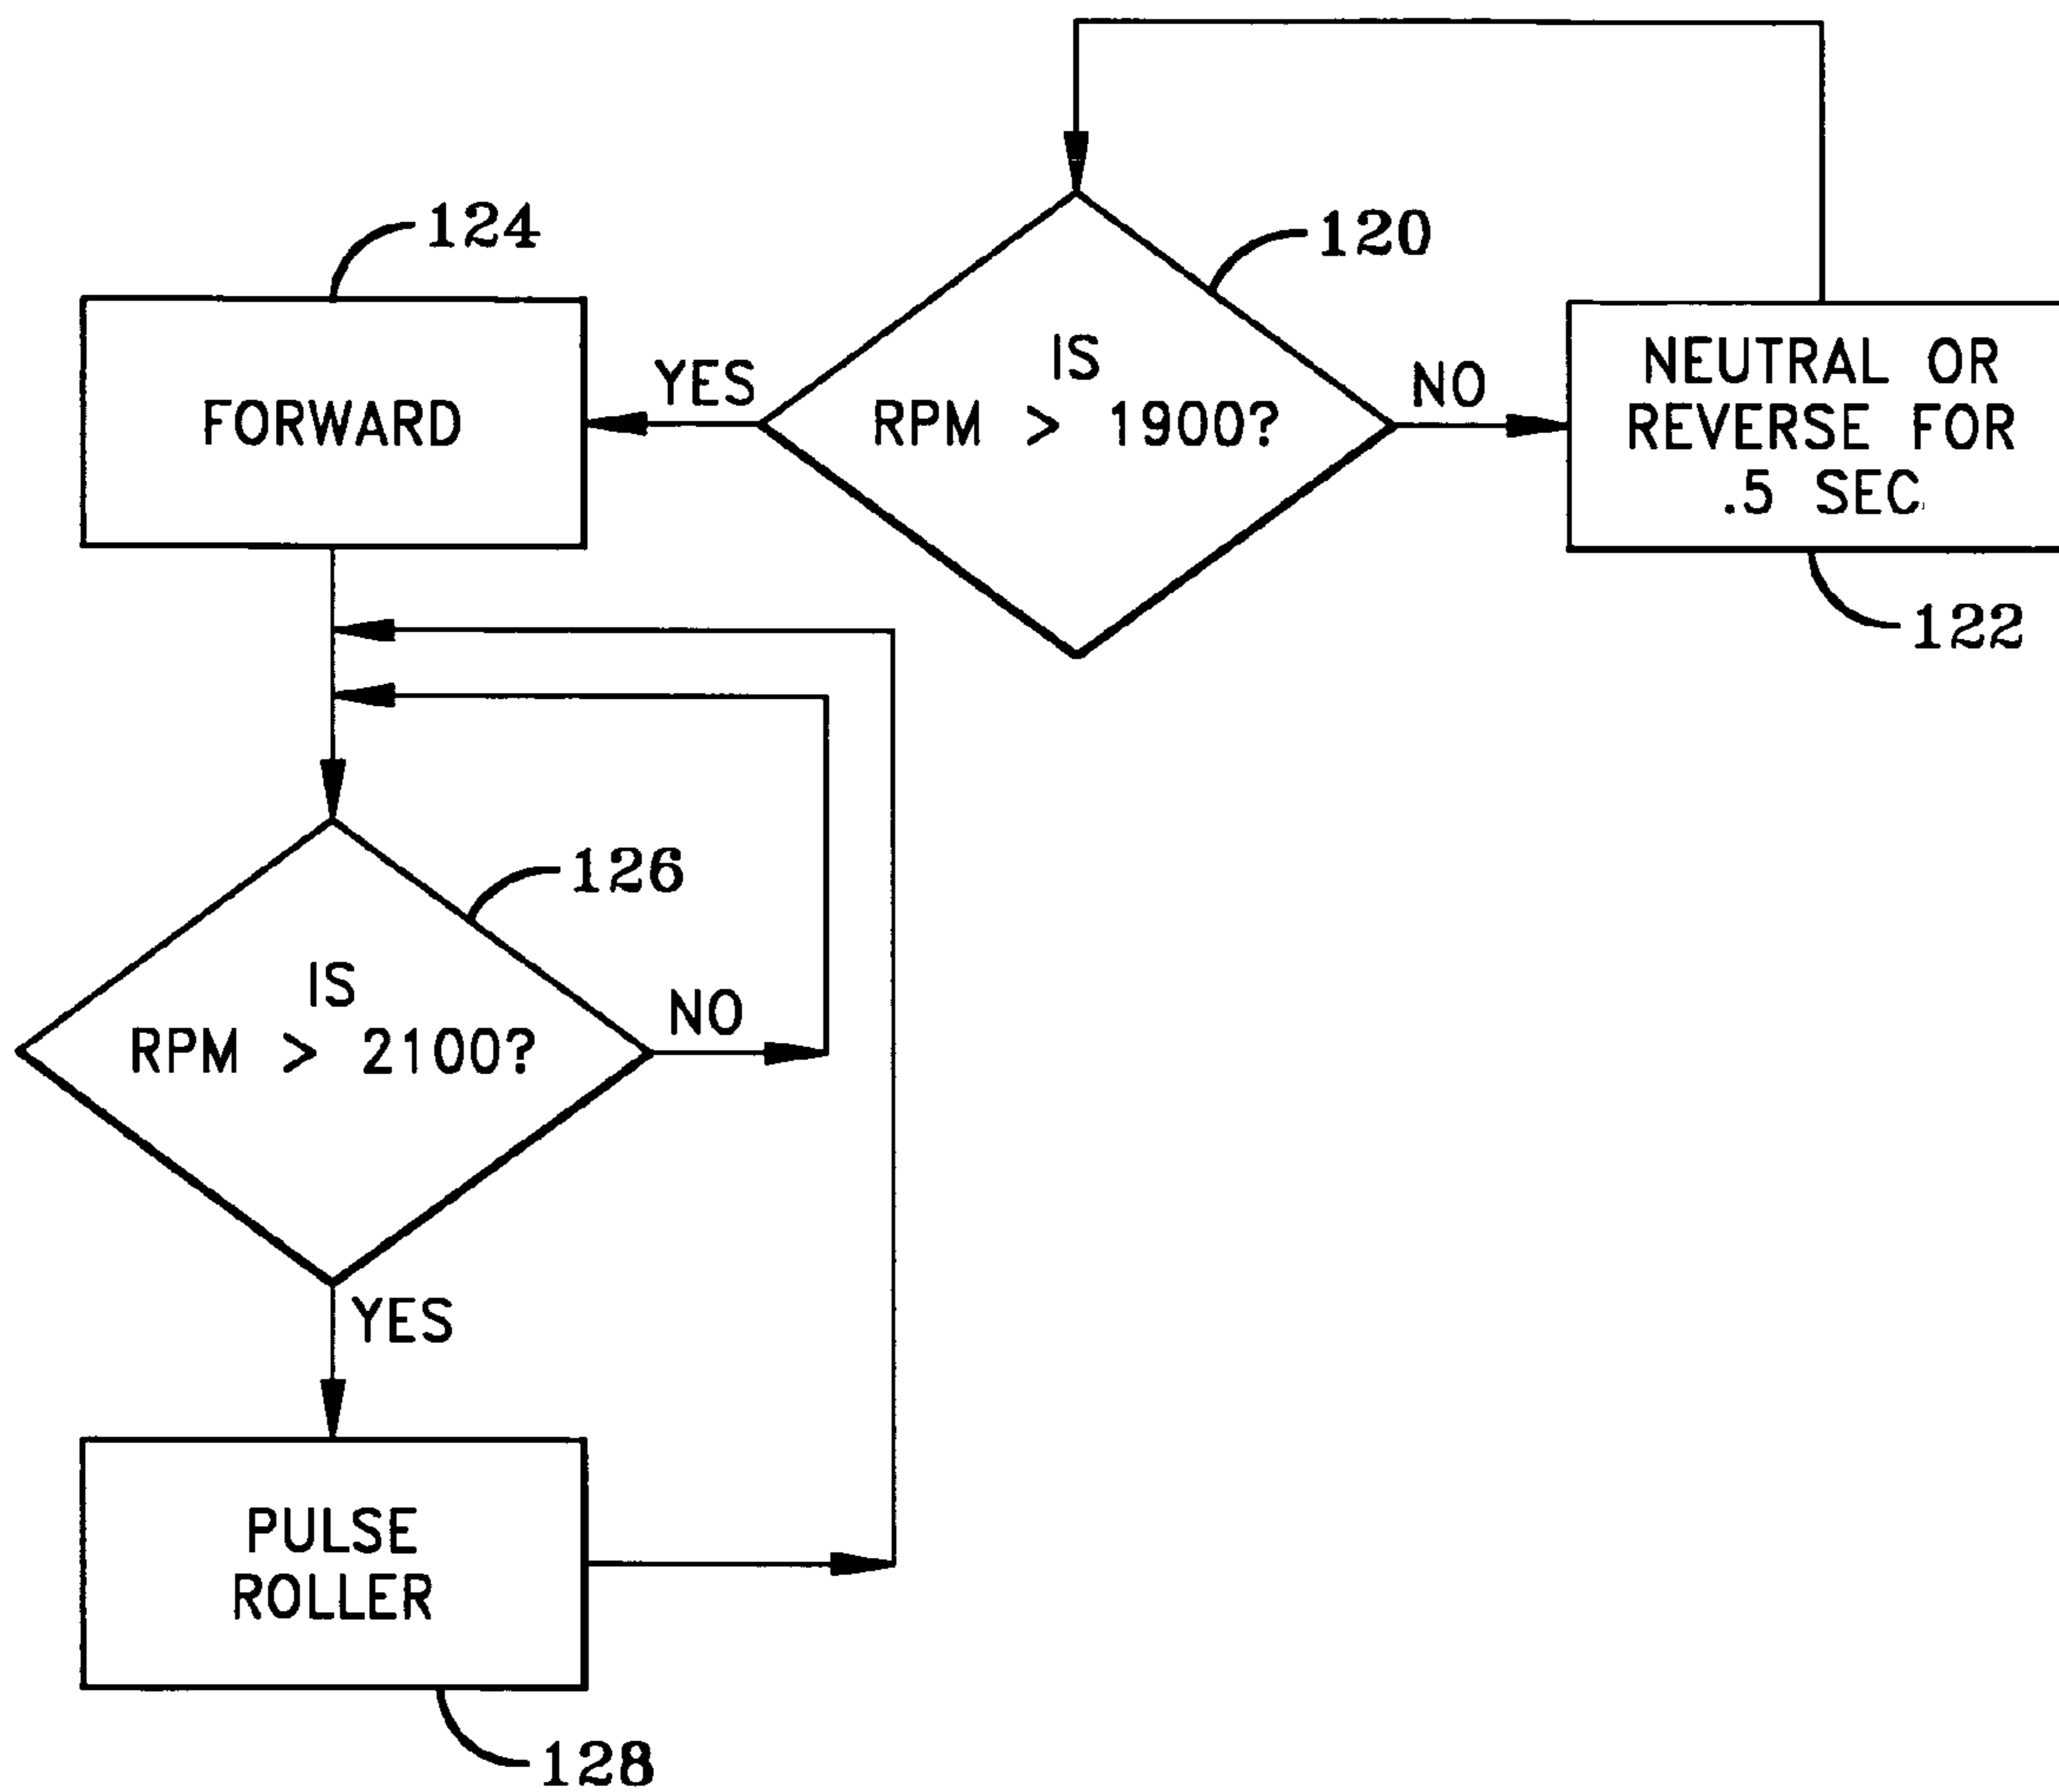 124
120
FORWARD
YES
IS
RPM > 1900?
NO
NEUTRAL OR
REVERSE FOR
.5 SEC
122
126
IS
RPM > 2100?
NO
YES
PULSE
ROLLER
128